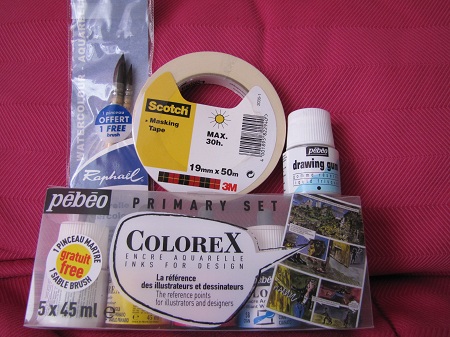 WATERCOLOUR - AQUARELLE
1 pinceau
OFFERT
1 FREE
brush
Raphaël
Scotch
Masking
Tape
MAX.
30h.
19mm x 50m
3M
pébéo
drawing gum
pébéo
PRIMARY SET
1 PINCEAU MARTRE
gratuit
free
1 SABLE BRUSH
5 x 45 ml
COLOREX
ENCRE AQUARELLE
INKS FOR DESIGN
La référence
des illustrateurs et dessinateurs
The reference points
for illustrators and designers